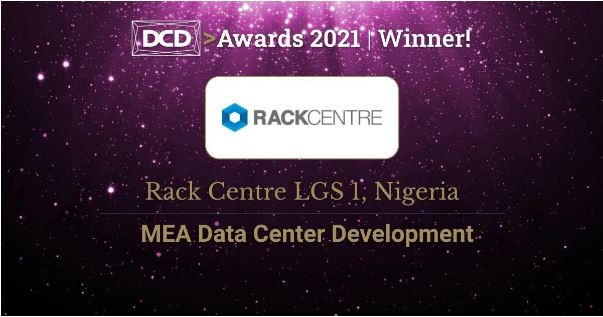 DCD >Awards 2021 | Winner!
RACKCENTRE
Rack Centre LGS 1, Nigeria
MEA Data Center Development